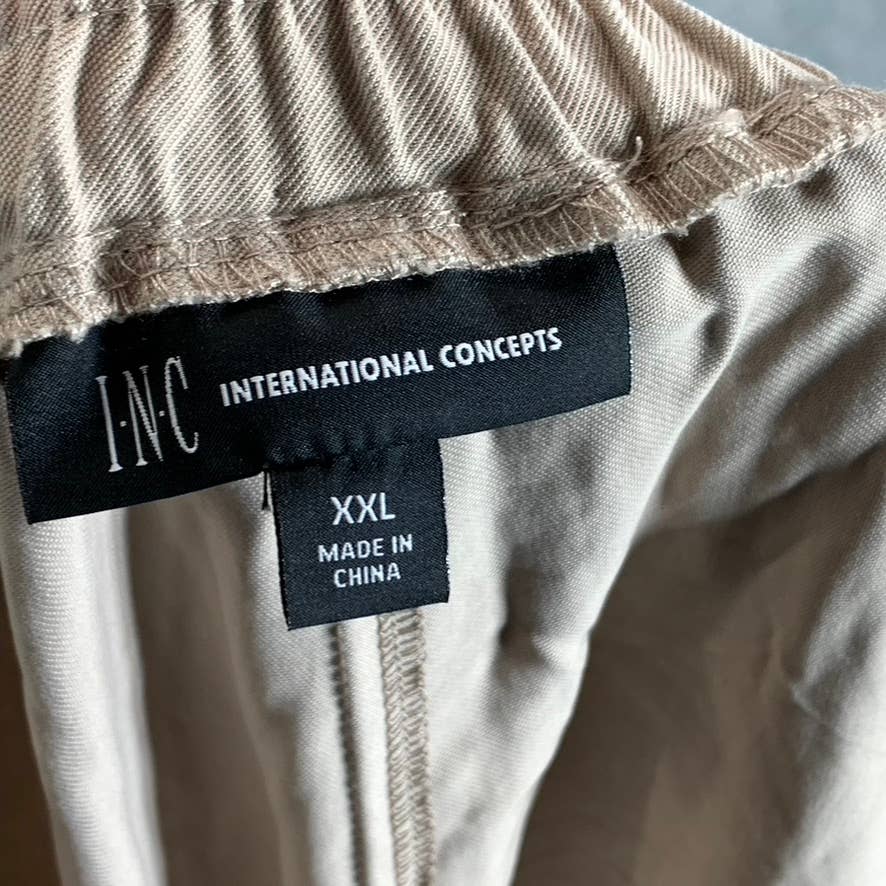 I·N·C INTERNATIONAL CONCEPTS
XXL
MADE IN
CHINA